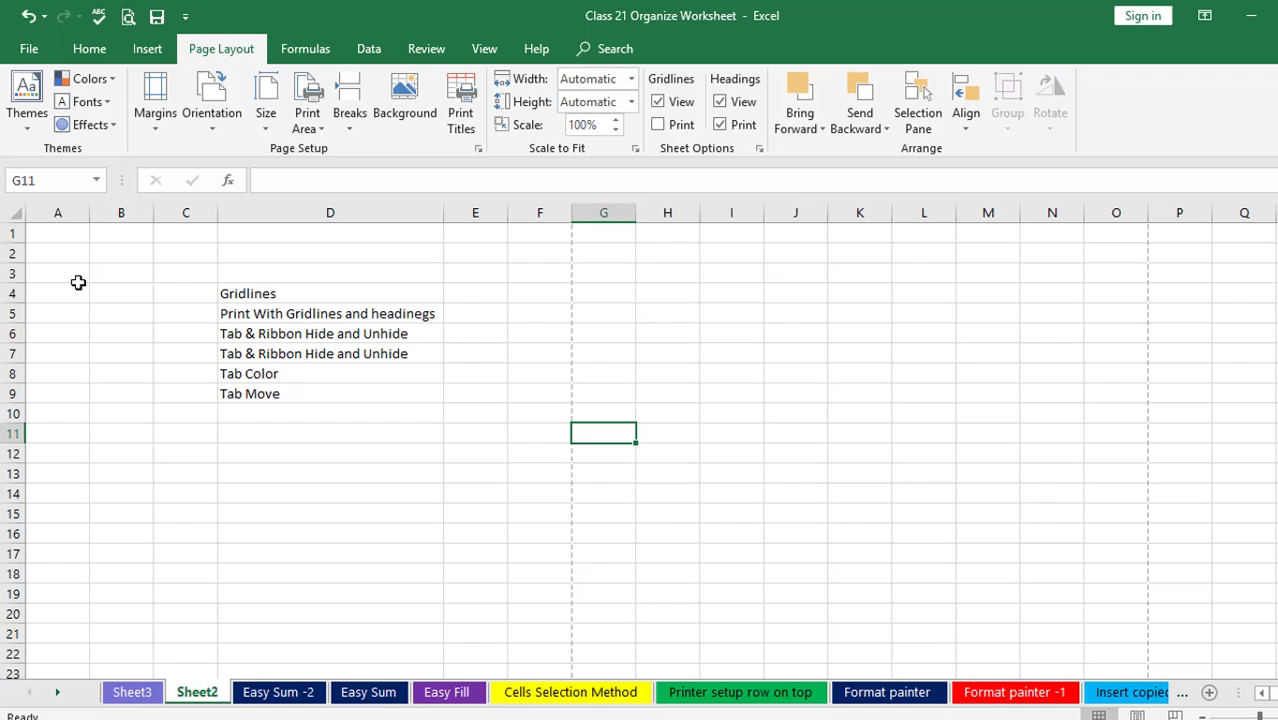 Class 21 Organize Worksheet - Excel
Sign in
File Home Insert Page Layout Formulas Data Review View Help Search
Themes
Colors
Fonts
Effects
Themes
Margins
Orientation
Size
Print Area
Breaks
Background
Print Titles
Page Setup
Width: Automatic
Height: Automatic
Scale: 100%
Scale to Fit
Gridlines
View
Print
Headings
View
Print
Sheet Options
Bring Forward
Send Backward
Selection Pane
Align
Group
Rotate
Arrange
G11
fx
A B C D E F G H I J K L M N O P Q
1
2
3
4 Gridlines
5 Print With Gridlines and headinegs
6 Tab & Ribbon Hide and Unhide
7 Tab & Ribbon Hide and Unhide
8 Tab Color
9 Tab Move
10
11
12
13
14
15
16
17
18
19
20
21
22
23
Sheet3 Sheet2 Easy Sum -2 Easy Sum Easy Fill Cells Selection Method Printer setup row on top Format painter Format painter -1 Insert copied ...
Ready